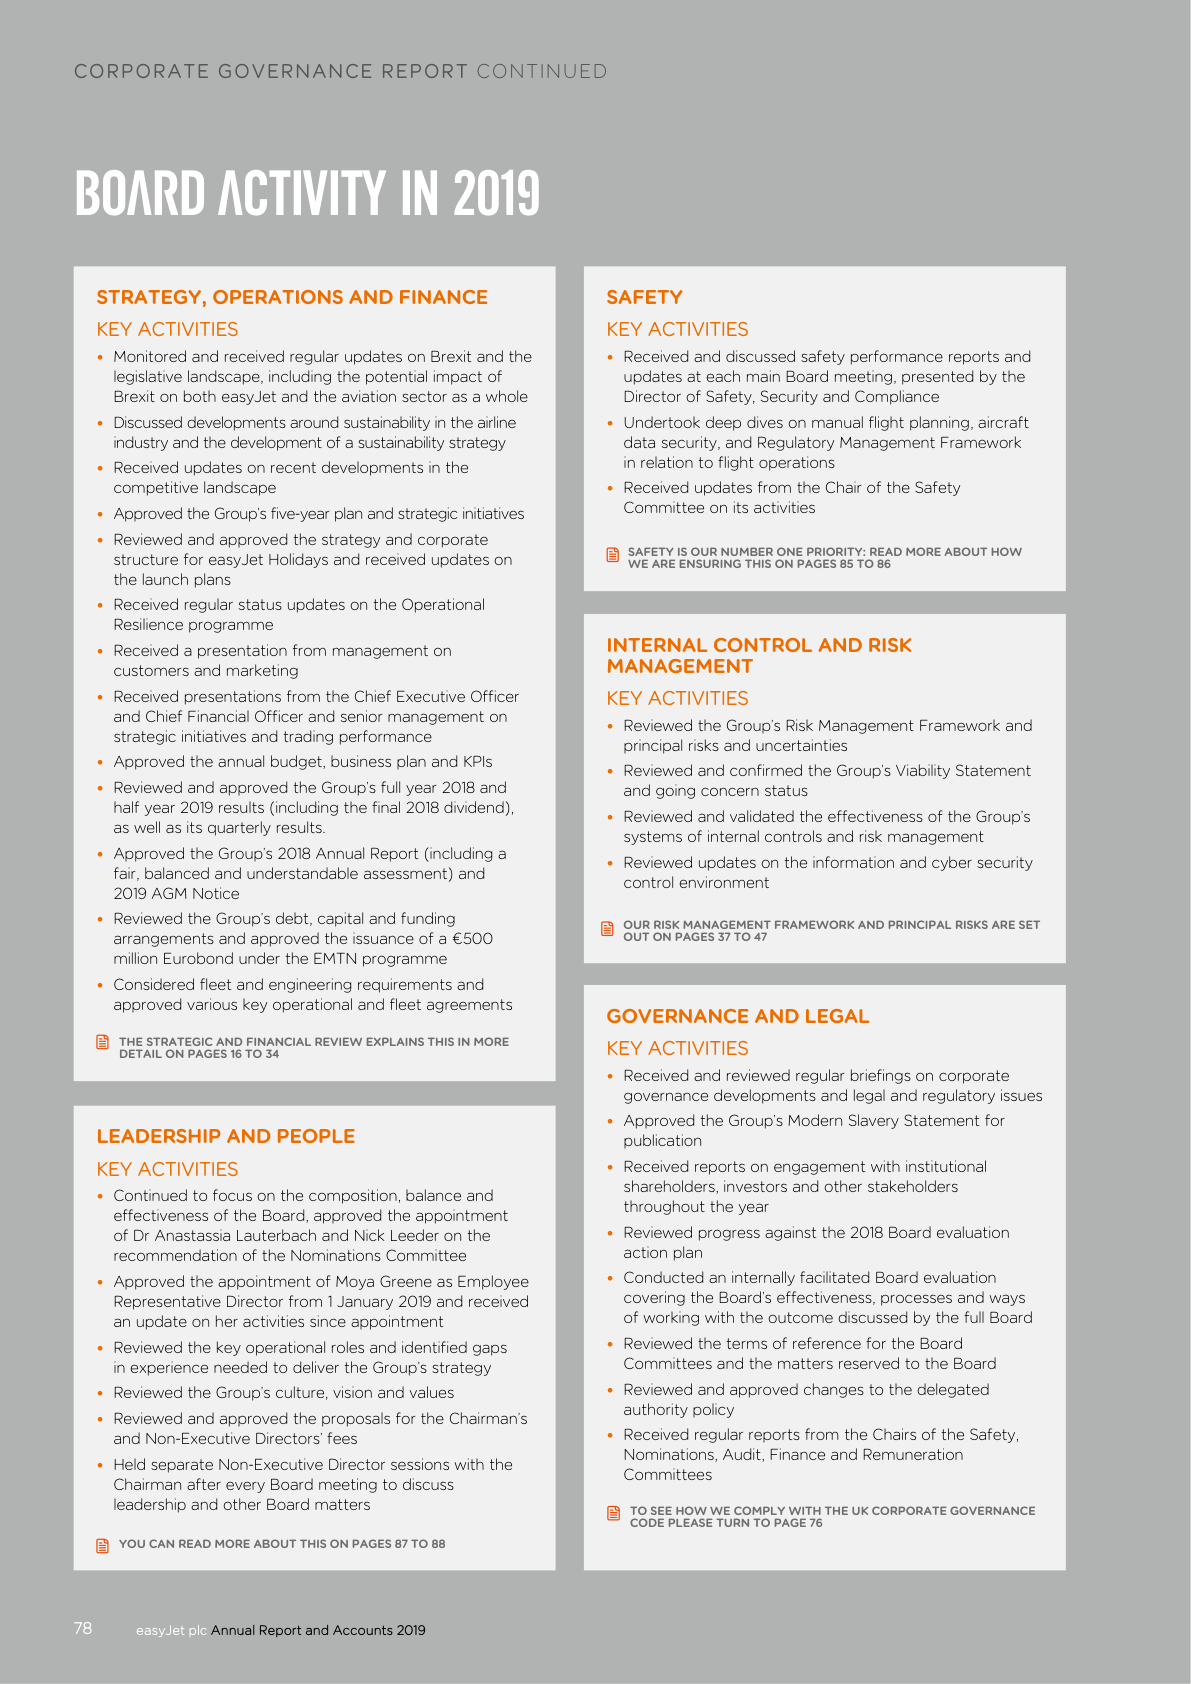 CORPORATE GOVERNANCE REPORT CONTINUED
BOARD ACTIVITY IN 2019
STRATEGY, OPERATIONS AND FINANCE
KEY ACTIVITIES
• Monitored and received regular updates on Brexit and the
legislative landscape, including the potential impact of
Brexit on both easyJet and the aviation sector as a whole
• Discussed developments around sustainability in the airline
industry and the development of a sustainability strategy
• Received updates on recent developments in the
competitive landscape
• Approved the Group's five-year plan and strategic initiatives
• Reviewed and approved the strategy and corporate
structure for easyJet Holidays and received updates on
the launch plans
• Received regular status updates on the Operational
Resilience programme
• Received a presentation from management on
customers and marketing
• Received presentations from the Chief Executive Officer
and Chief Financial Officer and senior management on
strategic initiatives and trading performance
• Approved the annual budget, business plan and KPIs
• Reviewed and approved the Group's full year 2018 and
half year 2019 results (including the final 2018 dividend),
as well as its quarterly results.
• Approved the Group's 2018 Annual Report (including a
fair, balanced and understandable assessment) and
2019 AGM Notice
• Reviewed the Group's debt, capital and funding
arrangements and approved the issuance of a €500
million Eurobond under the EMTN programme
• Considered fleet and engineering requirements and
approved various key operational and fleet agreements
THE STRATEGIC AND FINANCIAL REVIEW EXPLAINS THIS IN MORE
DETAIL ON PAGES 16 TO 34
LEADERSHIP AND PEOPLE
KEY ACTIVITIES
• Continued to focus on the composition, balance and
effectiveness of the Board, approved the appointment
of Dr Anastassia Lauterbach and Nick Leeder on the
recommendation of the Nominations Committee
• Approved the appointment of Moya Greene as Employee
Representative Director from 1 January 2019 and received
an update on her activities since appointment
• Reviewed the key operational roles and identified gaps
in experience needed to deliver the Group's strategy
• Reviewed the Group's culture, vision and values
• Reviewed and approved the proposals for the Chairman's
and Non-Executive Directors' fees
• Held separate Non-Executive Director sessions with the
Chairman after every Board meeting to discuss
leadership and other Board matters
YOU CAN READ MORE ABOUT THIS ON PAGES 87 TO 88
SAFETY
KEY ACTIVITIES
• Received and discussed safety performance reports and
updates at each main Board meeting, presented by the
Director of Safety, Security and Compliance
• Undertook deep dives on manual flight planning, aircraft
data security, and Regulatory Management Framework
in relation to flight operations
• Received updates from the Chair of the Safety
Committee on its activities
SAFETY IS OUR NUMBER ONE PRIORITY: READ MORE ABOUT HOW
WE ARE ENSURING THIS ON PAGES 85 TO 86
INTERNAL CONTROL AND RISK
MANAGEMENT
KEY ACTIVITIES
• Reviewed the Group's Risk Management Framework and
principal risks and uncertainties
• Reviewed and confirmed the Group's Viability Statement
and going concern status
• Reviewed and validated the effectiveness of the Group's
systems of internal controls and risk management
• Reviewed updates on the information and cyber security
control environment
OUR RISK MANAGEMENT FRAMEWORK AND PRINCIPAL RISKS ARE SET
OUT ON PAGES 37 TO 47
GOVERNANCE AND LEGAL
KEY ACTIVITIES
• Received and reviewed regular briefings on corporate
governance developments and legal and regulatory issues
• Approved the Group's Modern Slavery Statement for
publication
• Received reports on engagement with institutional
shareholders, investors and other stakeholders
throughout the year
• Reviewed progress against the 2018 Board evaluation
action plan
• Conducted an internally facilitated Board evaluation
covering the Board's effectiveness, processes and ways
of working with the outcome discussed by the full Board
• Reviewed the terms of reference for the Board
Committees and the matters reserved to the Board
• Reviewed and approved changes to the delegated
authority policy
• Received regular reports from the Chairs of the Safety,
Nominations, Audit, Finance and Remuneration
Committees
TO SEE HOW WE COMPLY WITH THE UK CORPORATE GOVERNANCE
CODE PLEASE TURN TO PAGE 76
78 easyJet plc Annual Report and Accounts 2019